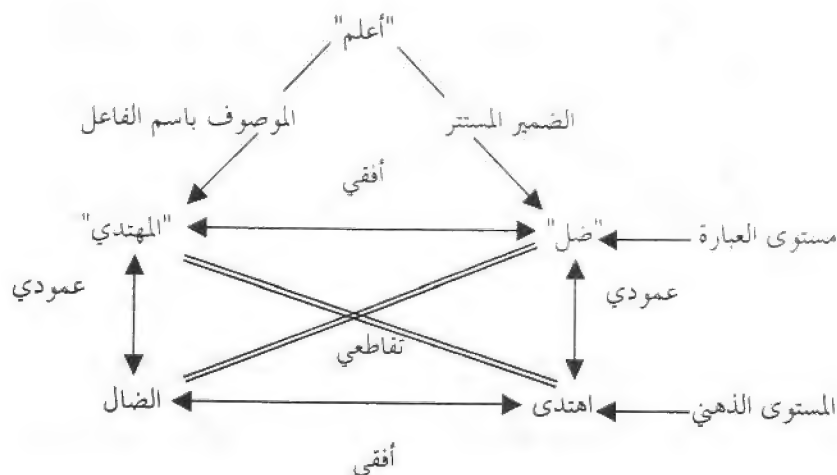 "أعلم"
الضمير المستتر
الموصوف باسم الفاعل
أفقي
مستوى العبارة
"ضل"
"المهتدي"
عمودي
عمودي
تقاطعي
المستوى الذهني
اهتدى
الضال
أفقي